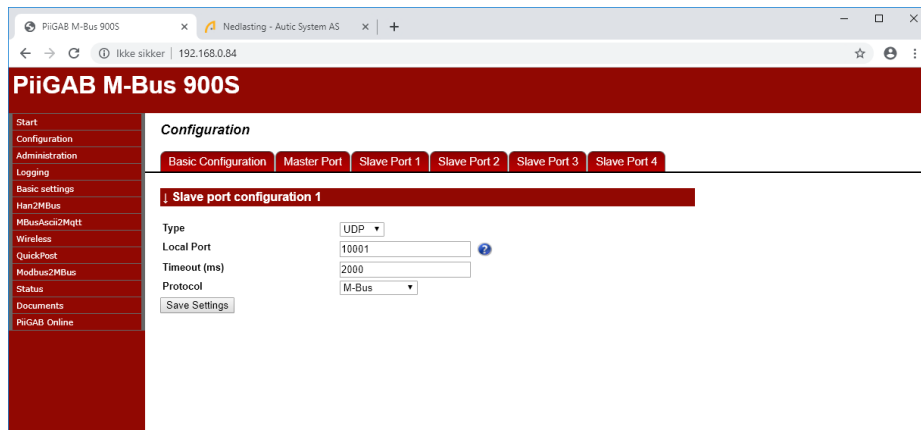 PiiGAB M-Bus 900S
Nedlasting - Autic System AS
Ikke sikker | 192.168.0.84
PiiGAB M-Bus 900S
Start
Configuration
Administration
Logging
Basic settings
Han2MBus
MBusAscii2Mqtt
Wireless
QuickPost
Modbus2MBus
Status
Documents
PiiGAB Online
Configuration
Basic Configuration Master Port Slave Port 1 Slave Port 2 Slave Port 3 Slave Port 4
↓ Slave port configuration 1
Type UDP
Local Port 10001
Timeout (ms) 2000
Protocol M-Bus
Save Settings